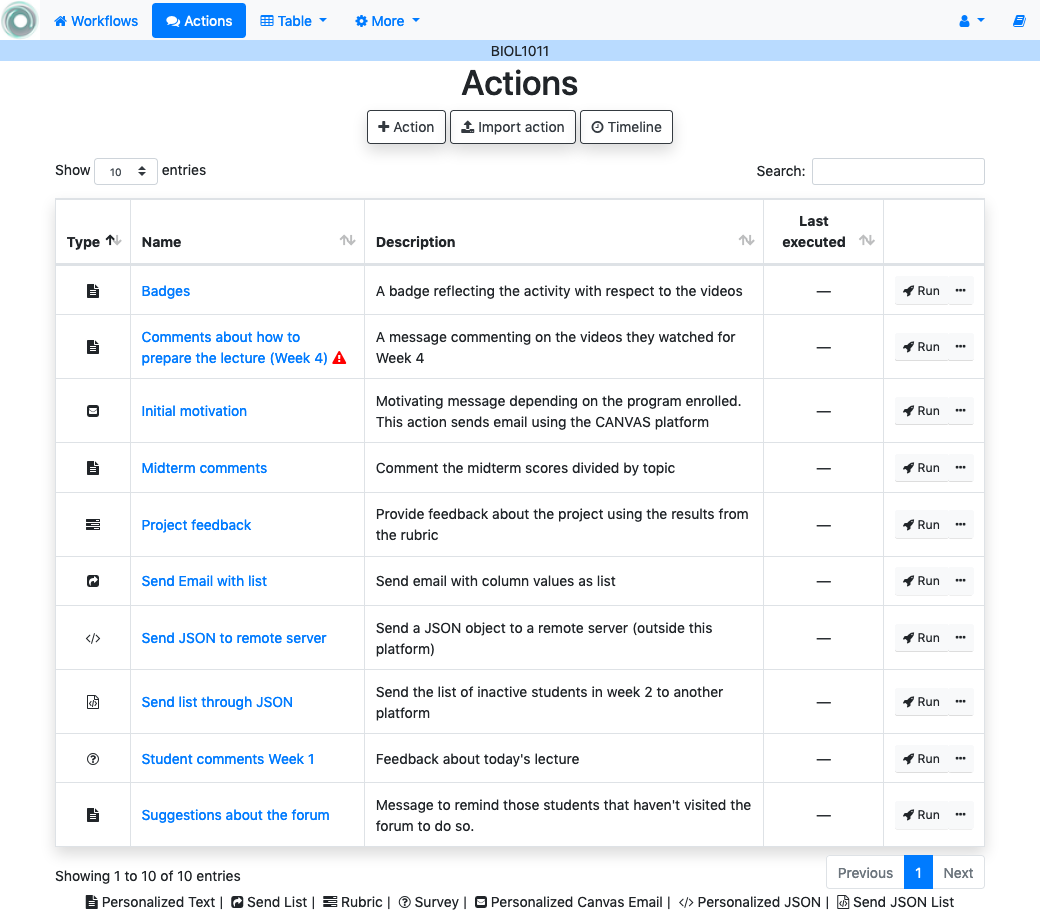 Workflows Actions Table More
BIOL1011
Actions
Action Import action Timeline
Show 10 entries Search:
Last
Type Name Description executed
Badges A badge reflecting the activity with respect to the videos — Run
Comments about how to A message commenting on the videos they watched for
prepare the lecture (Week 4) Week 4 — Run
Initial motivation Motivating message depending on the program enrolled. — Run
This action sends email using the CANVAS platform
Midterm comments Comment the midterm scores divided by topic — Run
Project feedback Provide feedback about the project using the results from — Run
the rubric
Send Email with list Send email with column values as list — Run
Send JSON to remote server Send a JSON object to a remote server (outside this — Run
platform)
Send list through JSON Send the list of inactive students in week 2 to another — Run
platform
Student comments Week 1 Feedback about today's lecture — Run
Suggestions about the forum Message to remind those students that haven't visited the — Run
forum to do so.
Showing 1 to 10 of 10 entries Previous 1 Next
Personalized Text | Send List | Rubric | Survey | Personalized Canvas Email | </> Personalized JSON | Send JSON List